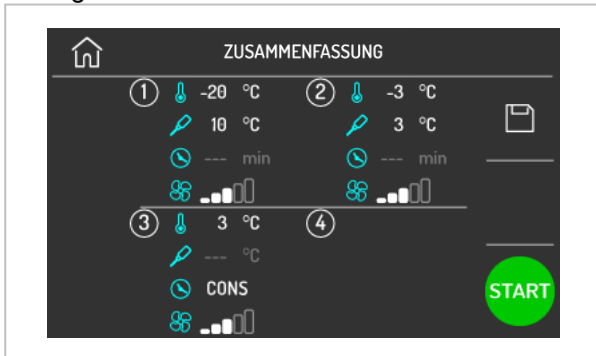 ZUSAMMENFASSUNG
1 -20 °C 2 -3 °C
10 °C 3 °C
--- min --- min
3 3 °C 4
--- °C
CONS
START